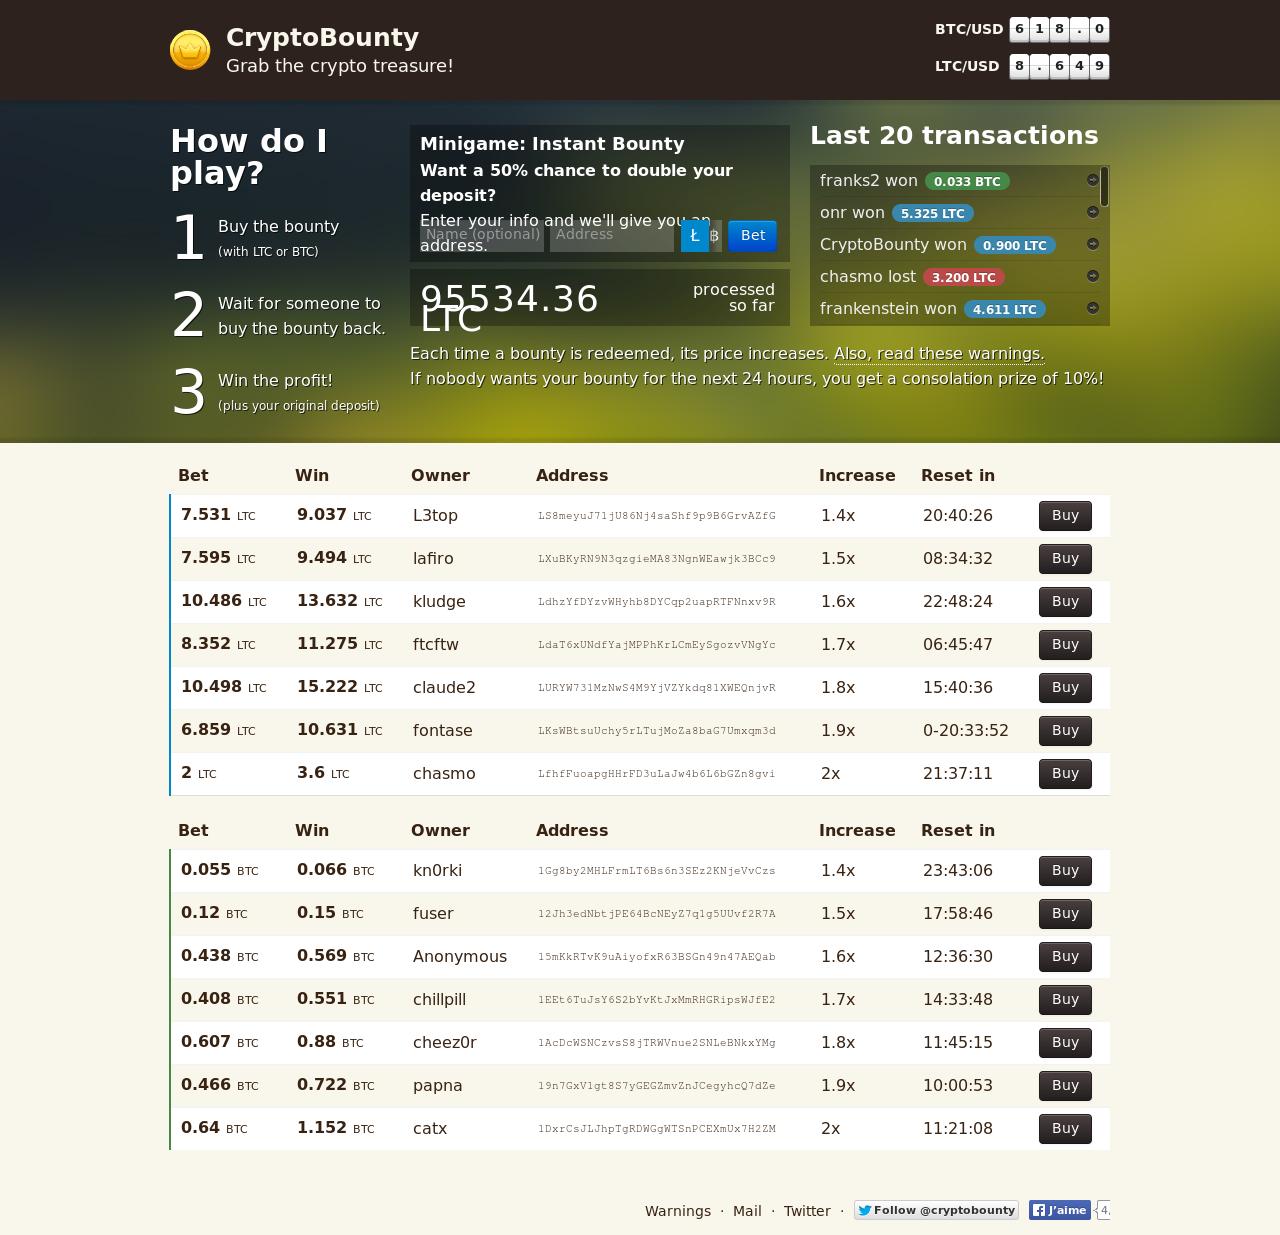 CryptoBounty
Grab the crypto treasure!
BTC/USD 618.0
LTC/USD 8.649
How do I
play?
1 Buy the bounty
(with LTC or BTC)
2 Wait for someone to
buy the bounty back.
3 Win the profit!
(plus your original deposit)
Minigame: Instant Bounty
Want a 50% chance to double your
deposit?
Enter your info and we'll give you an
address.
Name (optional) Address Ł ฿ Bet
95534.36
LTC
processed
so far
Last 20 transactions
franks2 won 0.033 BTC
onr won 5.325 LTC
CryptoBounty won 0.900 LTC
chasmo lost 3.200 LTC
frankenstein won 4.611 LTC
Each time a bounty is redeemed, its price increases. Also, read these warnings.
If nobody wants your bounty for the next 24 hours, you get a consolation prize of 10%!
Bet Win Owner Address Increase Reset in
7.531 LTC 9.037 LTC L3top LS8meyuJ71jU86Nj4saShf9p9B6GrvAZfG 1.4x 20:40:26 Buy
7.595 LTC 9.494 LTC lafiro LXuBKyRN9N3qzgieMA83NgnWEawjk3BCc9 1.5x 08:34:32 Buy
10.486 LTC 13.632 LTC kludge LdhzYfDYzvWHyhb8DYCqp2uapRTFNnxv9R 1.6x 22:48:24 Buy
8.352 LTC 11.275 LTC ftcftw LdaT6xUNdfYajMPPhKrLCmEySgozvVNgYc 1.7x 06:45:47 Buy
10.498 LTC 15.222 LTC claude2 LURYW731MzNwS4M9YjVZYkdq81XWEQnjvR 1.8x 15:40:36 Buy
6.859 LTC 10.631 LTC fontase LKsWBtsuUchy5rLTujMoZa8baG7Umxqm3d 1.9x 0-20:33:52 Buy
2 LTC 3.6 LTC chasmo LfhfFuoapgHHrFD3uLaJw4b6L6bGZn8gvi 2x 21:37:11 Buy
Bet Win Owner Address Increase Reset in
0.055 BTC 0.066 BTC kn0rki 1Gg8by2MHLFrmLT6Bs6n3SEz2KNjeVvCzs 1.4x 23:43:06 Buy
0.12 BTC 0.15 BTC fuser 12Jh3edNbtjPE64BcNEyZ7q1g5UUvf2R7A 1.5x 17:58:46 Buy
0.438 BTC 0.569 BTC Anonymous 15mKkRTvK9uAiyofxR63BSGn49n47AEQab 1.6x 12:36:30 Buy
0.408 BTC 0.551 BTC chillpill 1EEt6TuJsY6S2bYvKtJxMmRHGRipsWJfE2 1.7x 14:33:48 Buy
0.607 BTC 0.88 BTC cheez0r 1AcDcWSNCzvsS8jTRWVnue2SNLeBNkxYMg 1.8x 11:45:15 Buy
0.466 BTC 0.722 BTC papna 19n7GxV1gt8S7yGEGZmvZnJCegyhcQ7dZe 1.9x 10:00:53 Buy
0.64 BTC 1.152 BTC catx 1DxrCsJLJhpTgRDWGgWTSnPCEXmUx7H2ZM 2x 11:21:08 Buy
Warnings · Mail · Twitter · Follow @cryptobounty J'aime 4.